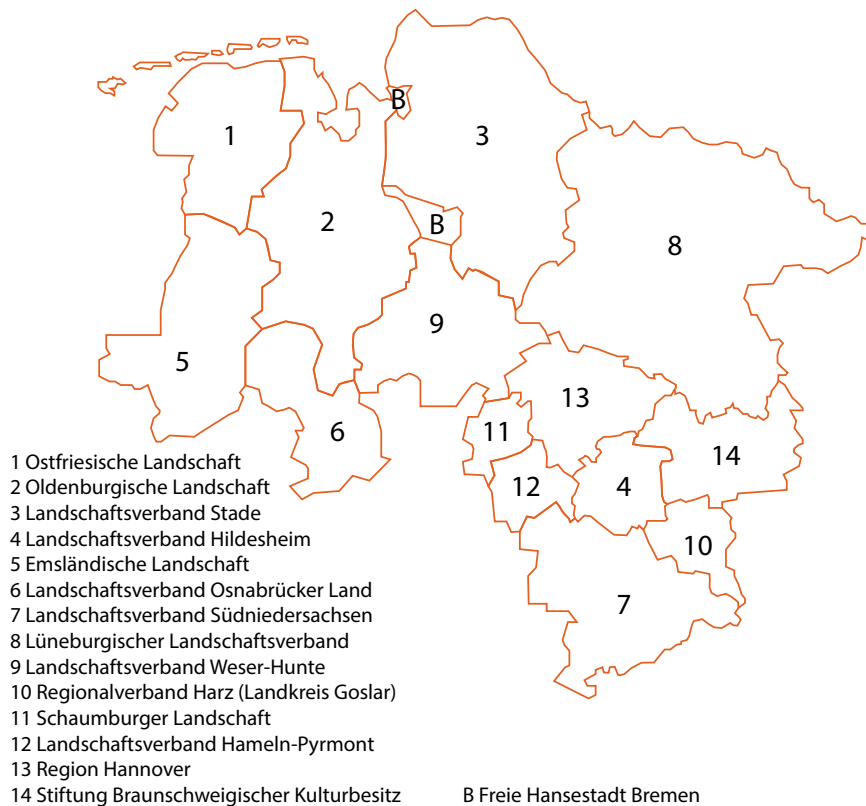 B
1
3
2
B
8
9
5
13
6
11
14
12
4
10
7
1 Ostfriesische Landschaft
2 Oldenburgische Landschaft
3 Landschaftsverband Stade
4 Landschaftsverband Hildesheim
5 Emsländische Landschaft
6 Landschaftsverband Osnabrücker Land
7 Landschaftsverband Südniedersachsen
8 Lüneburgischer Landschaftsverband
9 Landschaftsverband Weser-Hunte
10 Regionalverband Harz (Landkreis Goslar)
11 Schaumburger Landschaft
12 Landschaftsverband Hameln-Pyrmont
13 Region Hannover
14 Stiftung Braunschweigischer Kulturbesitz
B Freie Hansestadt Bremen